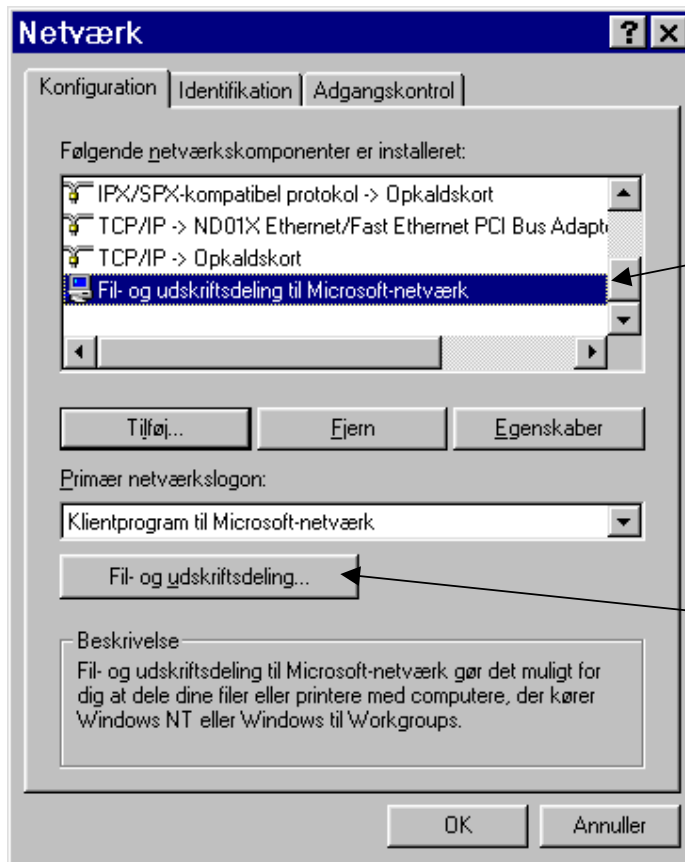 Netværk
Konfiguration Identifikation Adgangskontrol
Følgende netværkskomponenter er installeret:
IPX/SPX-kompatibel protokol -> Opkaldskort
TCP/IP -> ND01X Ethernet/Fast Ethernet PCI Bus Adapt
TCP/IP -> Opkaldskort
Fil- og udskriftsdeling til Microsoft-netværk
Tilføj... Fjern Egenskaber
Primær netværkslogon:
Klientprogram til Microsoft-netværk
Fil- og udskriftsdeling...
Beskrivelse
Fil- og udskriftsdeling til Microsoft-netværk gør det muligt for
dig at dele dine filer eller printere med computere, der kører
Windows NT eller Windows til Workgroups.
OK Annuller